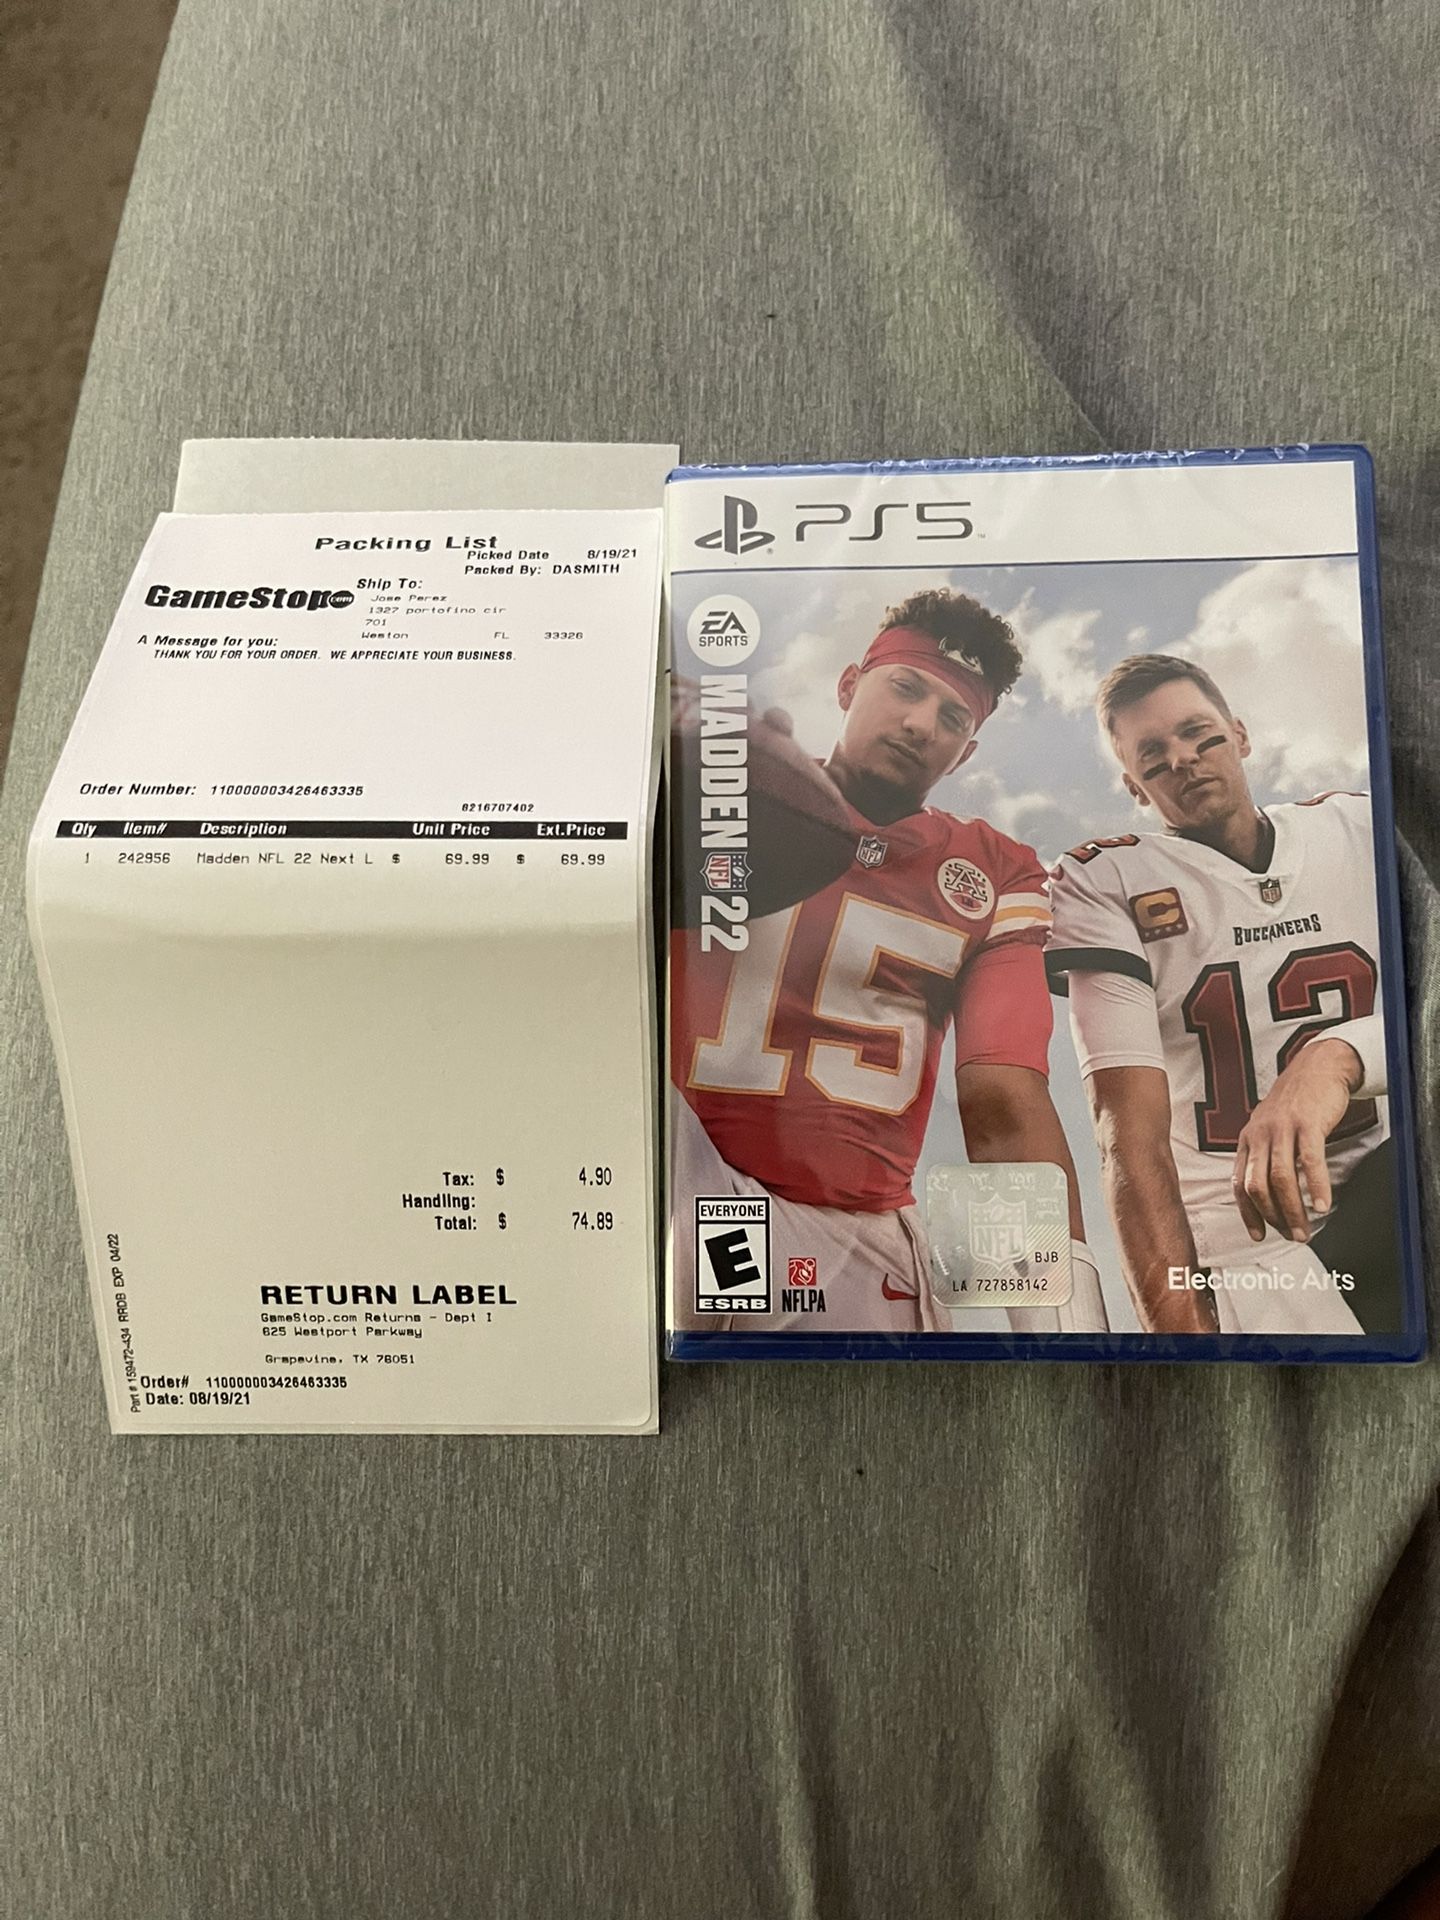 Packing List
Picked Date 8/19/21
Packed By: DASMITH
GameStop.com
Ship To:
Jose Perez
1327 portofino cir
701
Weston FL 33326
A Message for you:
THANK YOU FOR YOUR ORDER. WE APPRECIATE YOUR BUSINESS.
Order Number: 110000003426463335
8216707402
Qty Item# Description Unit Price Ext.Price
1 242956 Madden NFL 22 Next L $ 69.99 $ 69.99
Tax: $ 4.90
Handling:
Total: $ 74.89
RETURN LABEL
GameStop.com Returns - Dept I
625 Westport Parkway
Grapevine, TX 76051
Order# 110000003426463335
Date: 08/19/21
Part # 159472-434 RRDB EXP 04/22
PS5
EA
SPORTS
MADDEN NFL 22
NFL
15
12
C
NFL
BUCCANEERS
12
EVERYONE
E
ESRB
NFLPA
NFL
BJB
LA 727858142
Electronic Arts